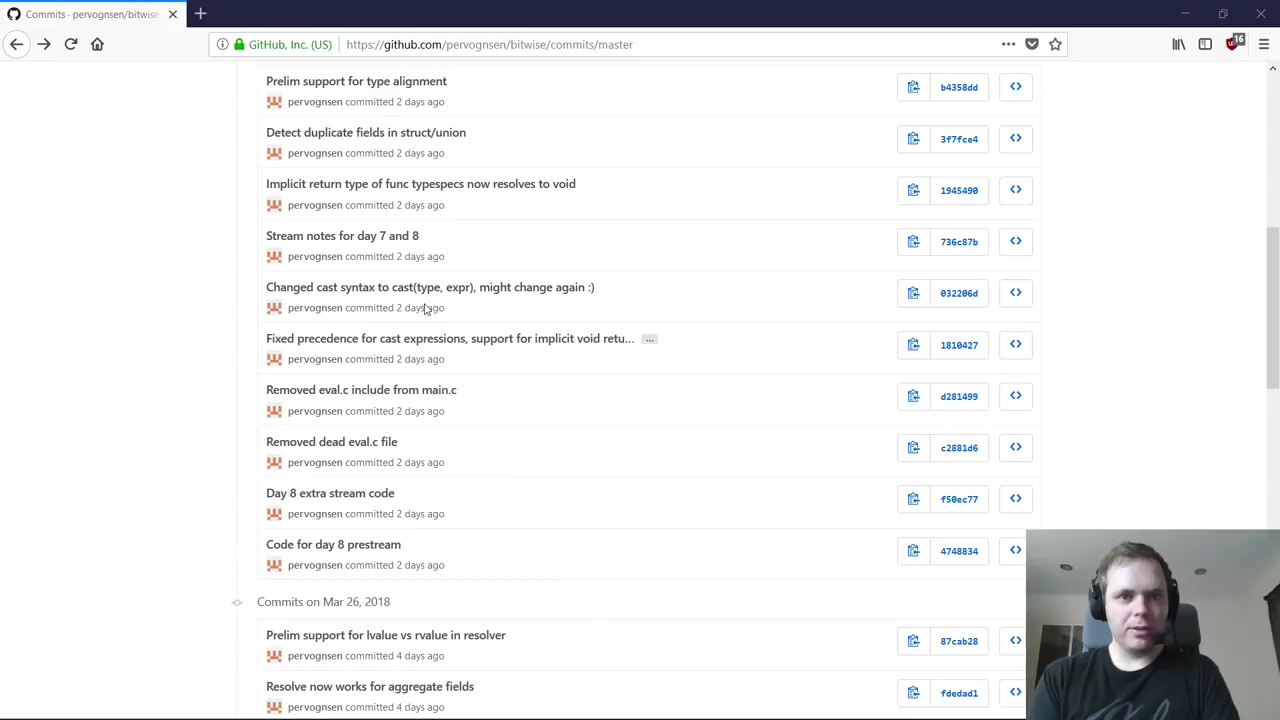 Commits · pervognsen/bitwise
GitHub, Inc. (US)
https://github.com/pervognsen/bitwise/commits/master
16
Prelim support for type alignment
pervognsen committed 2 days ago
b4358dd
Detect duplicate fields in struct/union
pervognsen committed 2 days ago
3f7fce4
Implicit return type of func typespecs now resolves to void
pervognsen committed 2 days ago
1945490
Stream notes for day 7 and 8
pervognsen committed 2 days ago
736c87b
Changed cast syntax to cast(type, expr), might change again :)
pervognsen committed 2 days ago
032206d
Fixed precedence for cast expressions, support for implicit void retu... …
pervognsen committed 2 days ago
1810427
Removed eval.c include from main.c
pervognsen committed 2 days ago
d281499
Removed dead eval.c file
pervognsen committed 2 days ago
c2881d6
Day 8 extra stream code
pervognsen committed 2 days ago
f50ec77
Code for day 8 prestream
pervognsen committed 2 days ago
4748834
Commits on Mar 26, 2018
Prelim support for lvalue vs rvalue in resolver
pervognsen committed 4 days ago
87cab28
Resolve now works for aggregate fields
pervognsen committed 4 days ago
fdedad1